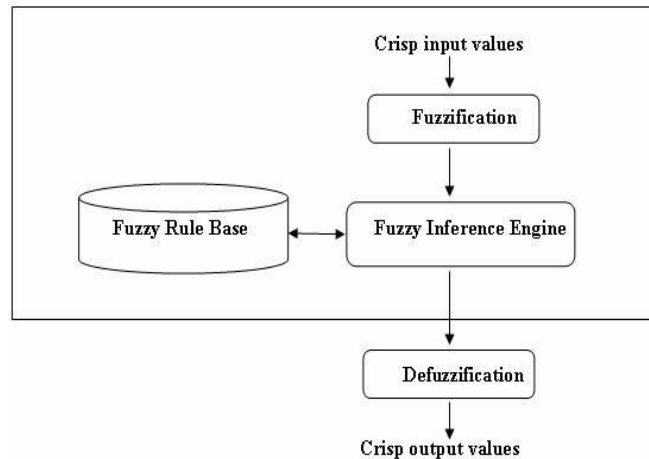 Crisp input values
Fuzzification
Fuzzy Rule Base
Fuzzy Inference Engine
Defuzzification
Crisp output values